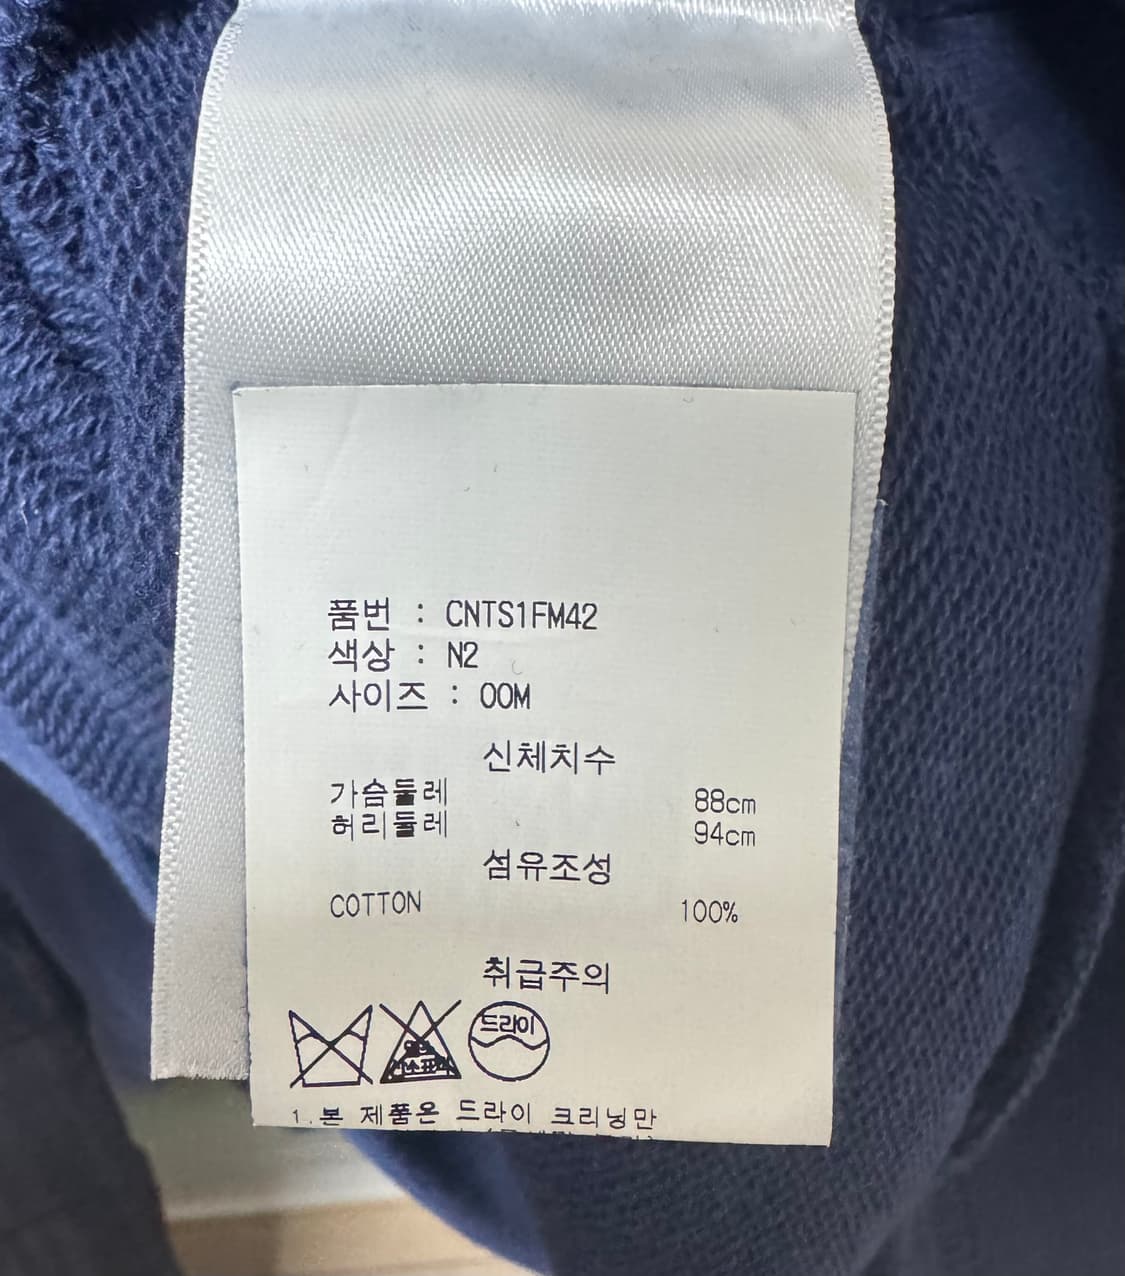 품번 : CNTS1FM42
색상 : N2
사이즈 : 00M
신체치수
가슴둘레 88cm
허리둘레 94cm
섬유조성
COTTON 100%
취급주의
드라이
1.본 제품은 드라이 크리닝만